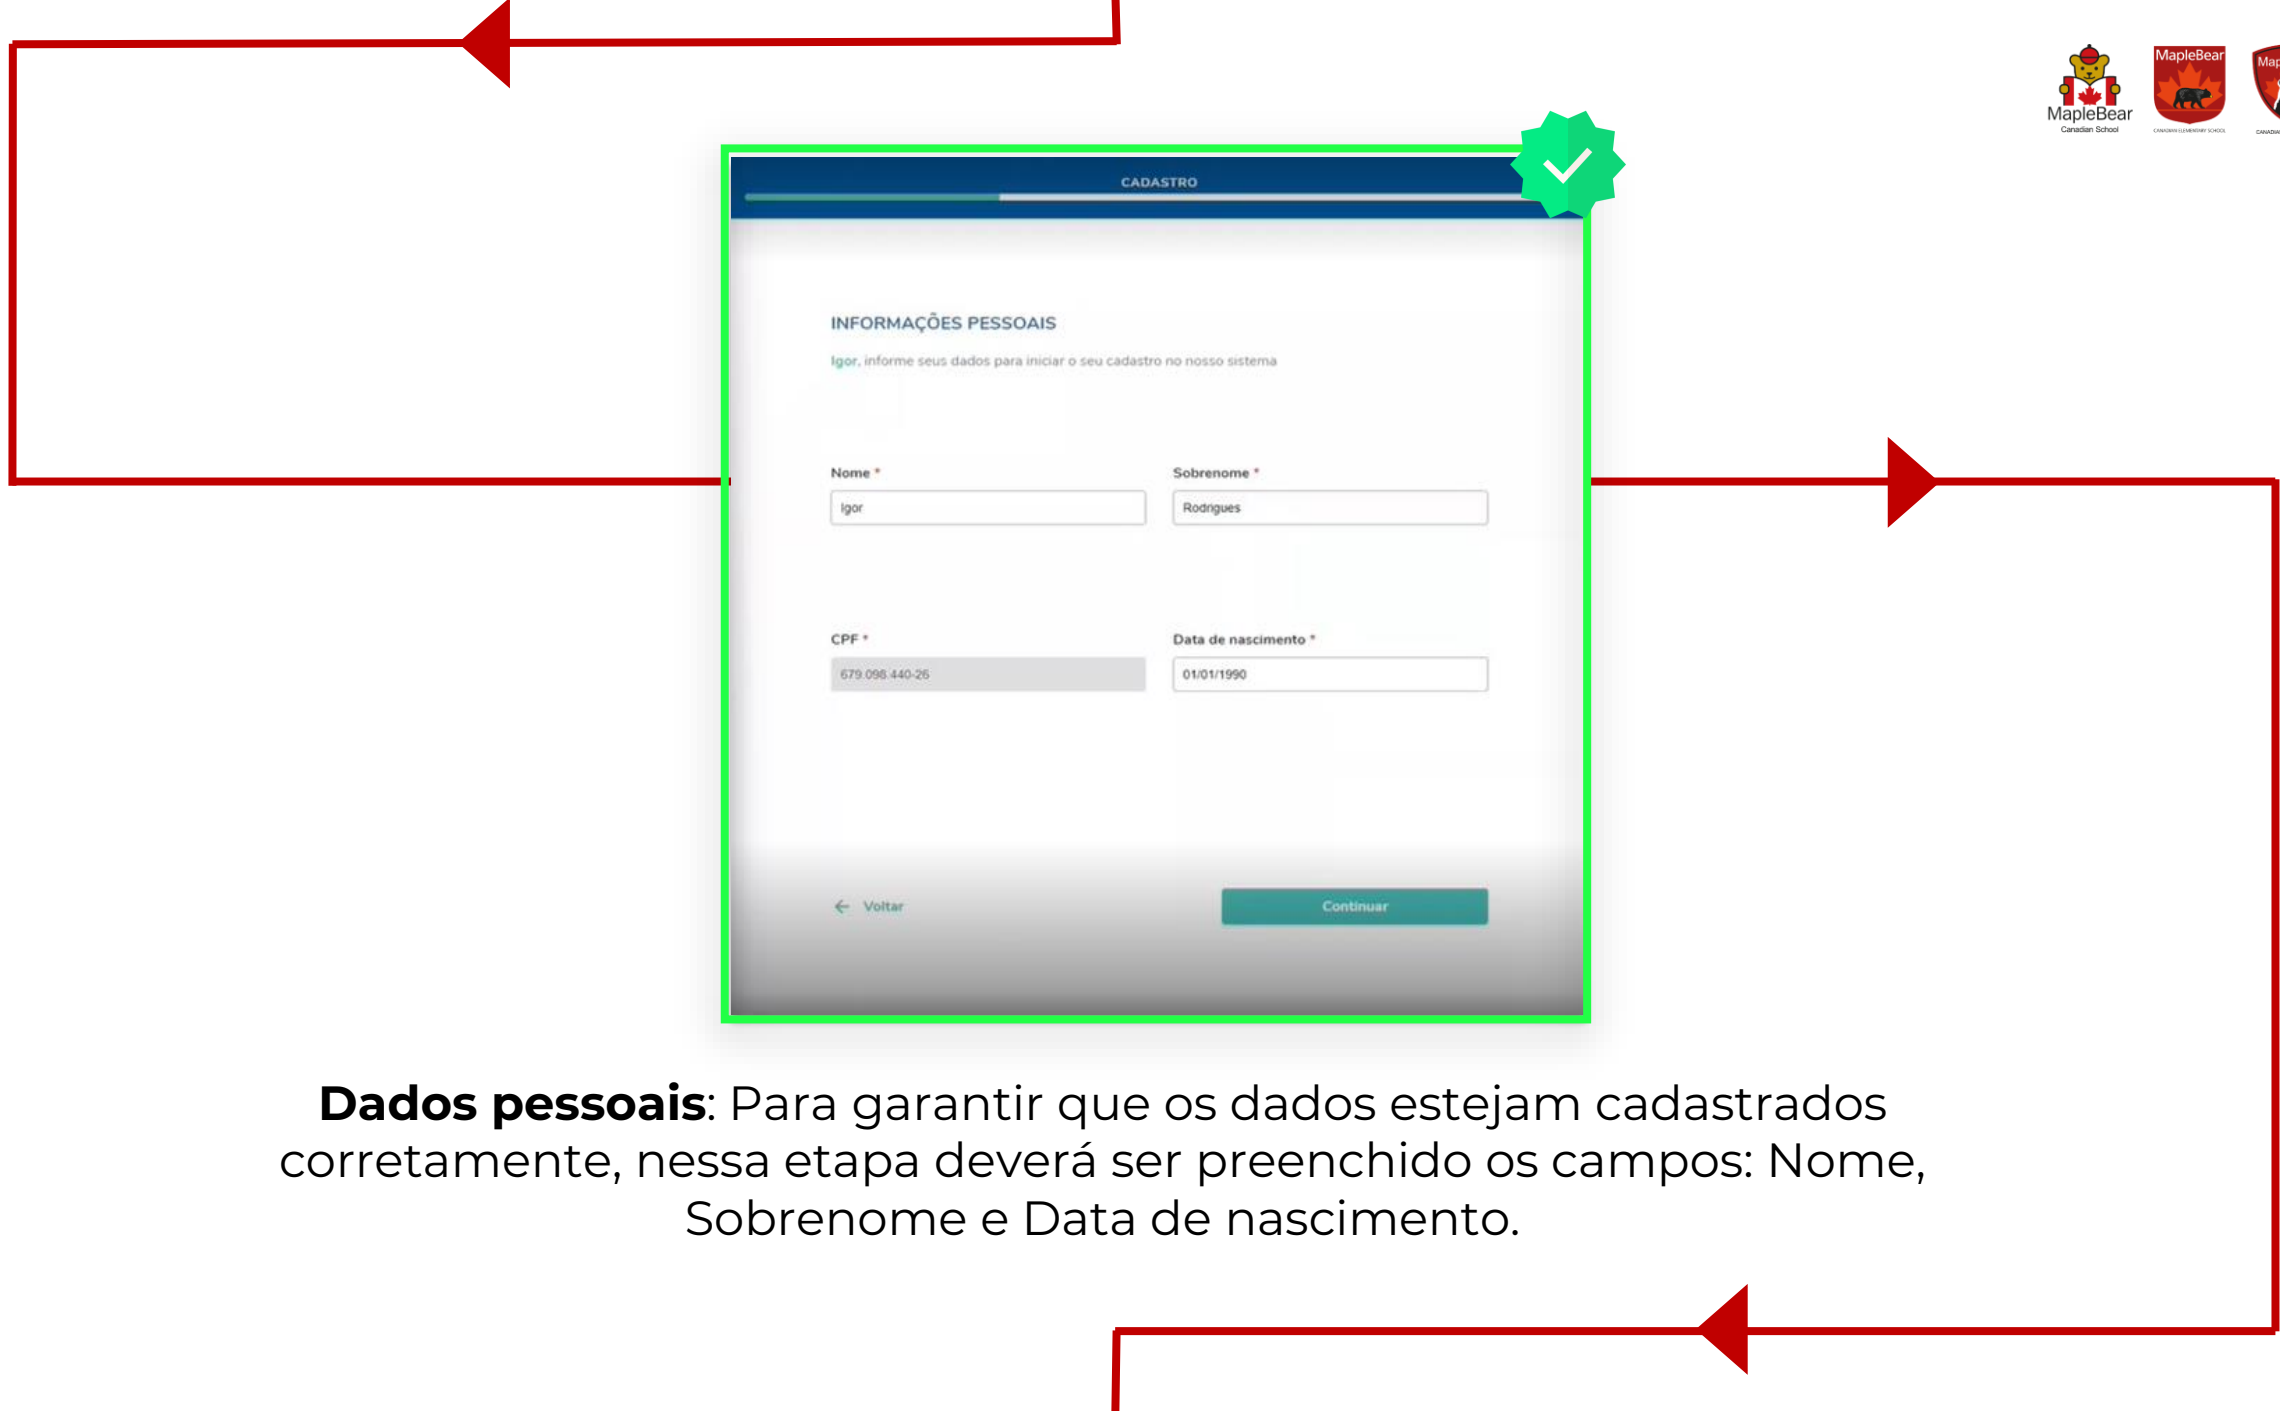 MapleBear
Canadian School
MapleBear
CANADIAN ELEMENTARY SCHOOL
CADASTRO
INFORMAÇÕES PESSOAIS
Igor, informe seus dados para iniciar o seu cadastro no nosso sistema
Nome * Sobrenome *
Igor Rodrigues
CPF * Data de nascimento *
679.098.440-26 01/01/1990
← Voltar Continuar
Dados pessoais: Para garantir que os dados estejam cadastrados
corretamente, nessa etapa deverá ser preenchido os campos: Nome,
Sobrenome e Data de nascimento.